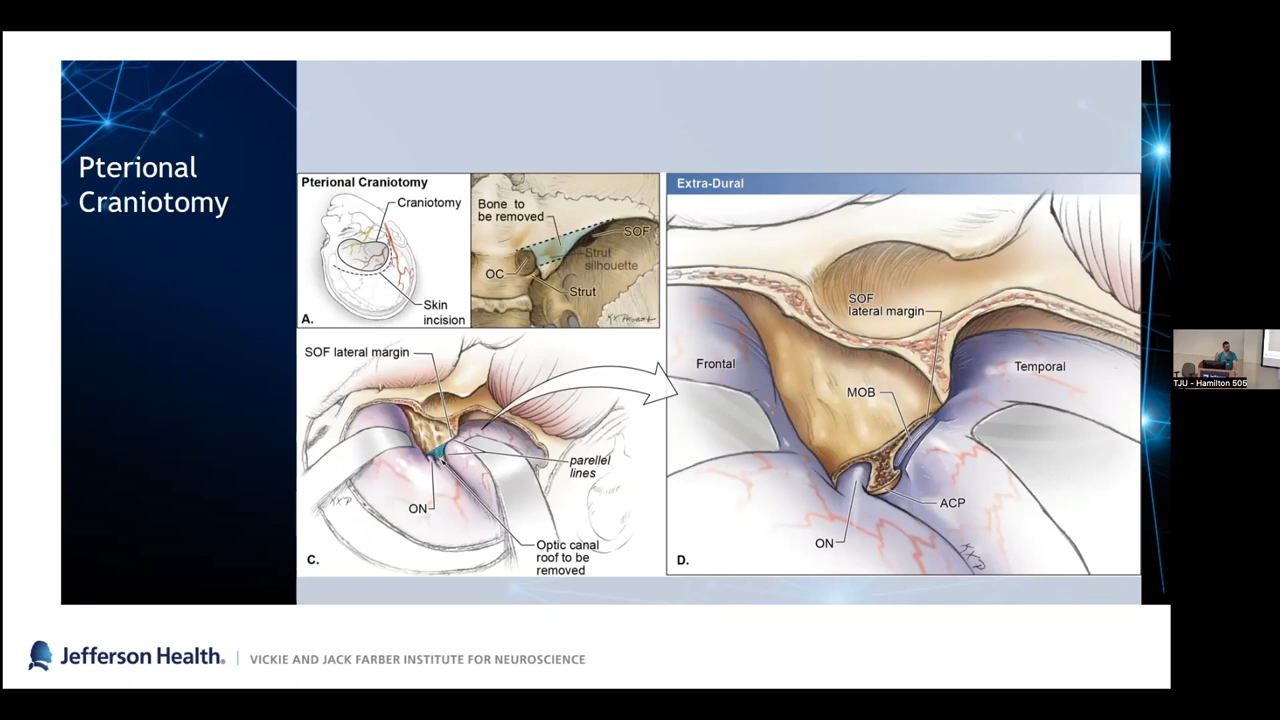 Pterional
Craniotomy
Pterional Craniotomy
Craniotomy
Skin
incision
A.
Bone to
be removed
SOF
Strut
silhouette
OC
Strut
SOF lateral margin
parellel
lines
ON
Optic canal
roof to be
removed
C.
Extra-Dural
SOF
lateral margin
Frontal
Temporal
MOB
ACP
ON
D.
Jefferson Health.
VICKIE AND JACK FARBER INSTITUTE FOR NEUROSCIENCE
TJU - Hamilton 505